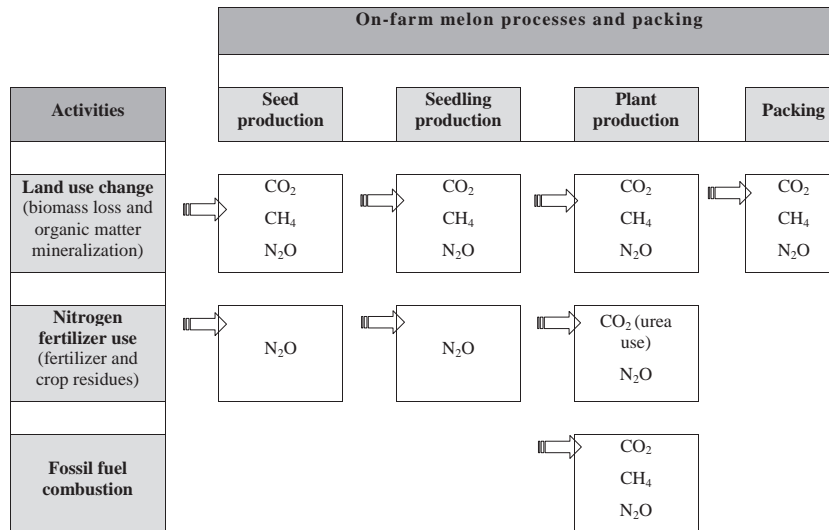 On-farm melon processes and packing
Activities
Seed
production
Seedling
production
Plant
production
Packing
Land use change
(biomass loss and
organic matter
mineralization)
CO₂
CH₄
N₂O
CO₂
CH₄
N₂O
CO₂
CH₄
N₂O
CO₂
CH₄
N₂O
Nitrogen
fertilizer use
(fertilizer and
crop residues)
N₂O
N₂O
CO₂ (urea
use)
N₂O
Fossil fuel
combustion
CO₂
CH₄
N₂O